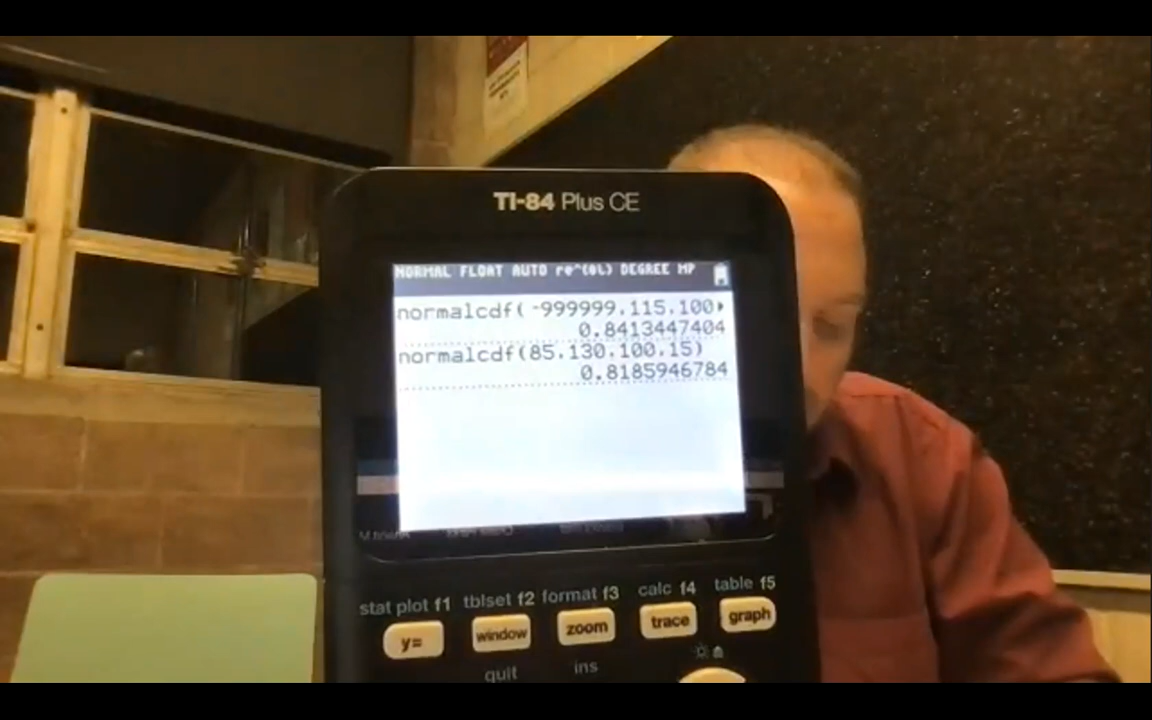 TI-84 Plus CE
NORMAL FLOAT AUTO re^(θi) DEGREE MP
normalcdf(-999999,115,100
0.8413447404
normalcdf(85,130,100,15)
0.8185946784
stat plot f1 tblset f2 format f3 calc f4 table f5
y= window zoom trace graph
quit ins